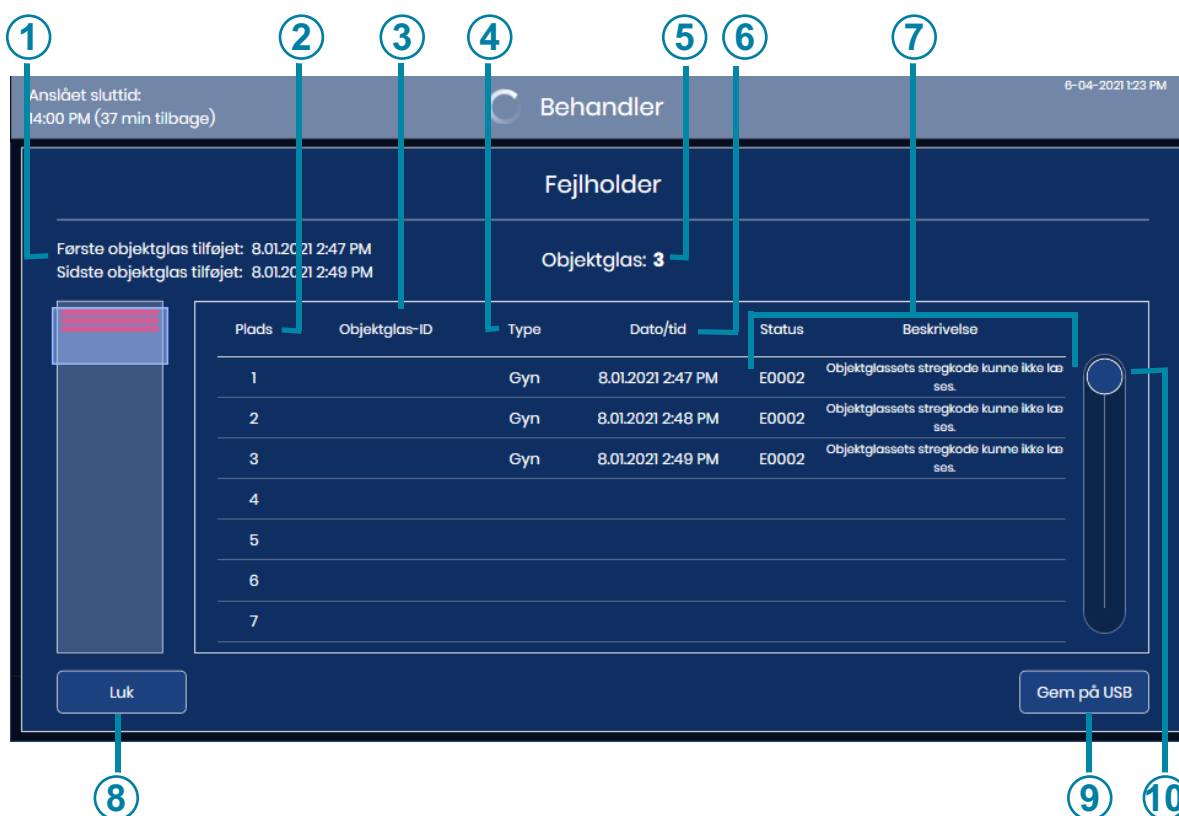 1 2 3 4 5 6 7
Anslået sluttid:
14:00 PM (37 min tilbage)
Behandler
6-04-2021 1:23 PM
Fejlholder
Første objektglas tilføjet: 8.01.2021 2:47 PM
Sidste objektglas tilføjet: 8.01.2021 2:49 PM
Objektglas: 3
Plads Objektglas-ID Type Dato/tid Status Beskrivelse
1 Gyn 8.01.2021 2:47 PM E0002 Objektglassets stregkode kunne ikke læ
ses.
2 Gyn 8.01.2021 2:48 PM E0002 Objektglassets stregkode kunne ikke læ
ses.
3 Gyn 8.01.2021 2:49 PM E0002 Objektglassets stregkode kunne ikke læ
ses.
4
5
6
7
Luk
Gem på USB
8 9 10